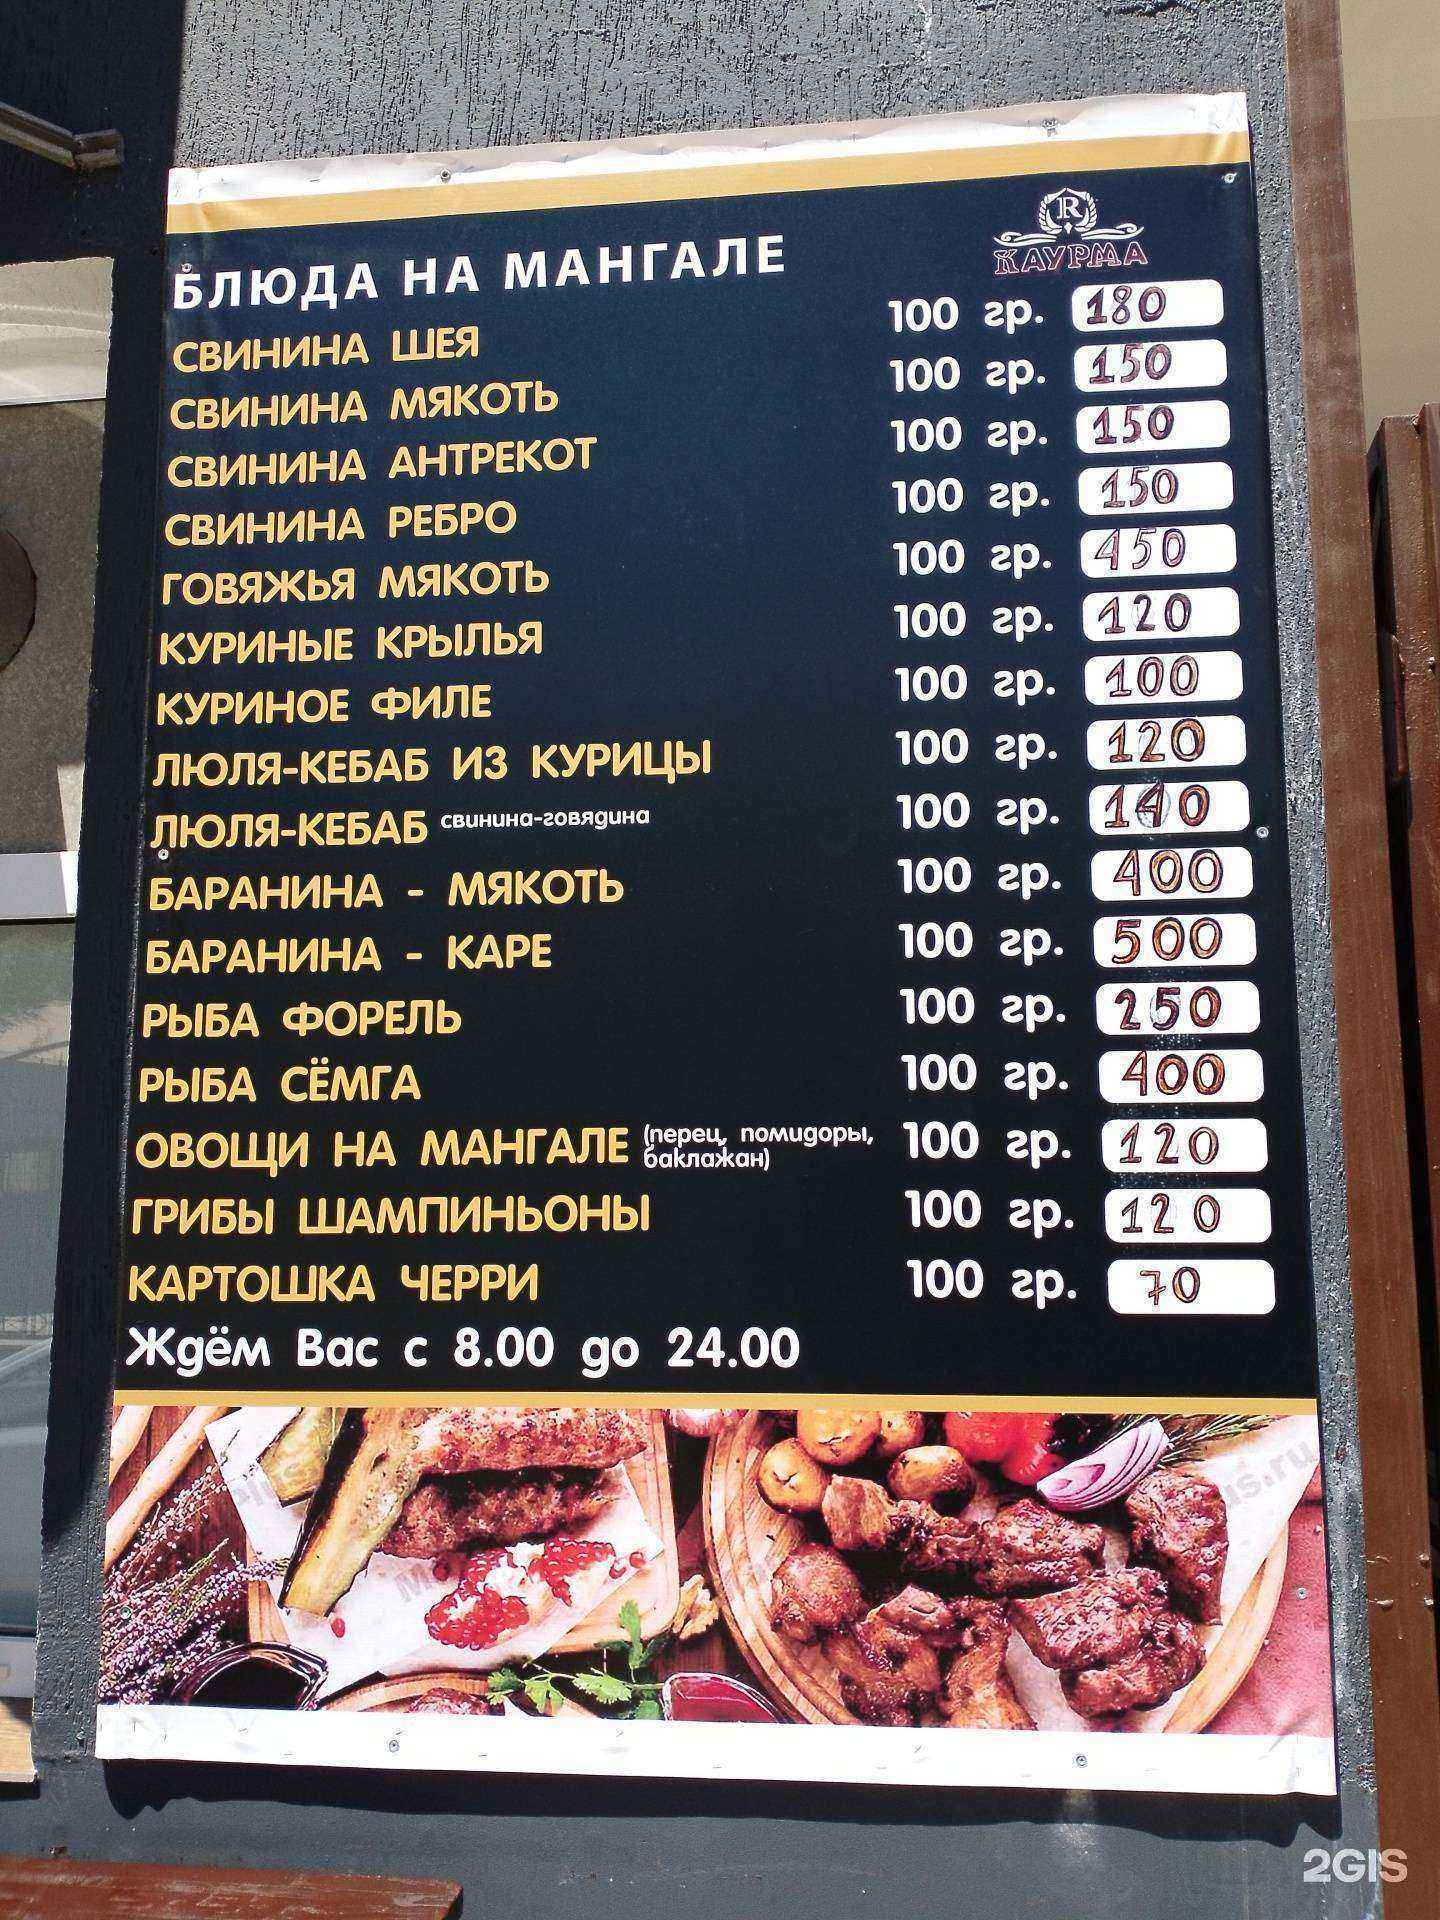 R
КАУРМА
БЛЮДА НА МАНГАЛЕ
СВИНИНА ШЕЯ 100 гр. 180
СВИНИНА МЯКОТЬ 100 гр. 150
СВИНИНА АНТРЕКОТ 100 гр. 150
СВИНИНА РЕБРО 100 гр. 150
ГОВЯЖЬЯ МЯКОТЬ 100 гр. 450
КУРИНЫЕ КРЫЛЬЯ 100 гр. 120
КУРИНОЕ ФИЛЕ 100 гр. 100
ЛЮЛЯ-КЕБАБ ИЗ КУРИЦЫ 100 гр. 120
ЛЮЛЯ-КЕБАБ свинина-говядина 100 гр. 140
БАРАНИНА - МЯКОТЬ 100 гр. 400
БАРАНИНА - КАРЕ 100 гр. 500
РЫБА ФОРЕЛЬ 100 гр. 250
РЫБА СЁМГА 100 гр. 400
ОВОЩИ НА МАНГАЛЕ (перец, помидоры, баклажан) 100 гр. 120
ГРИБЫ ШАМПИНЬОНЫ 100 гр. 120
КАРТОШКА ЧЕРРИ 100 гр. 70
Ждём Вас с 8.00 до 24.00
2GIS